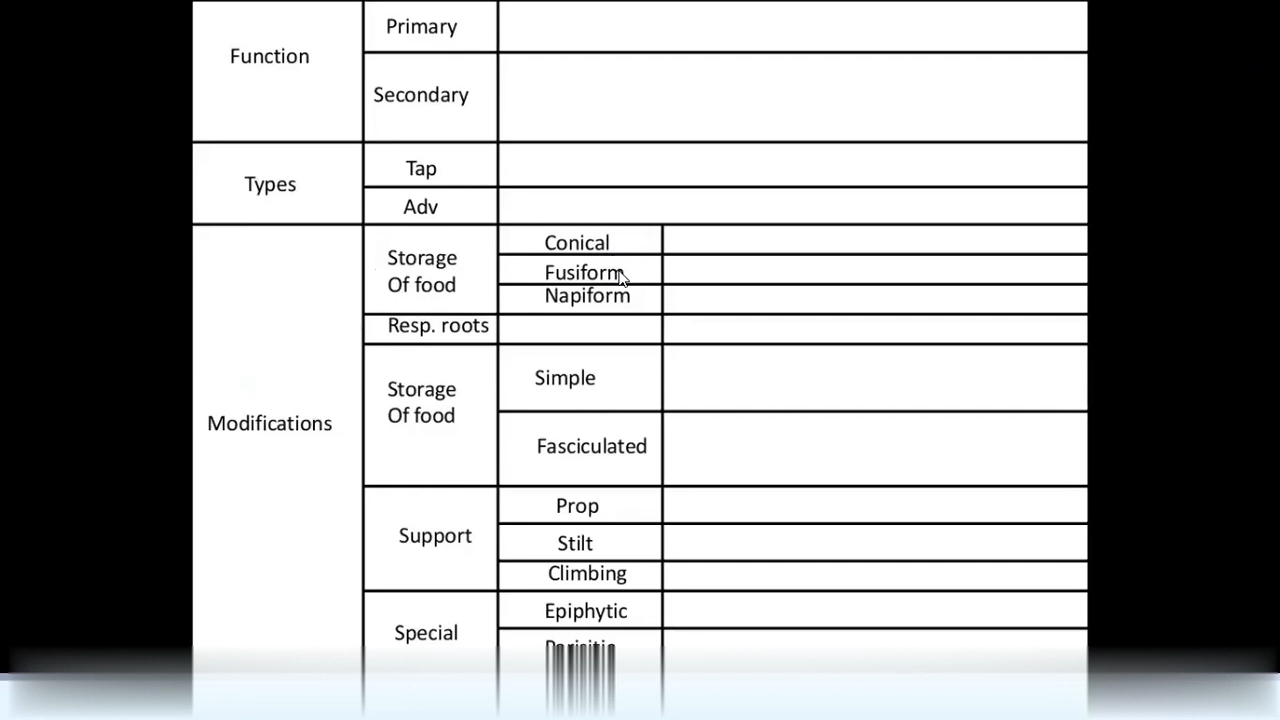 Primary
Function
Secondary
Tap
Types
Adv
Conical
Storage
Of food
Fusiform
Napiform
Resp. roots
Simple
Storage
Of food
Modifications
Fasciculated
Prop
Support
Stilt
Climbing
Epiphytic
Special